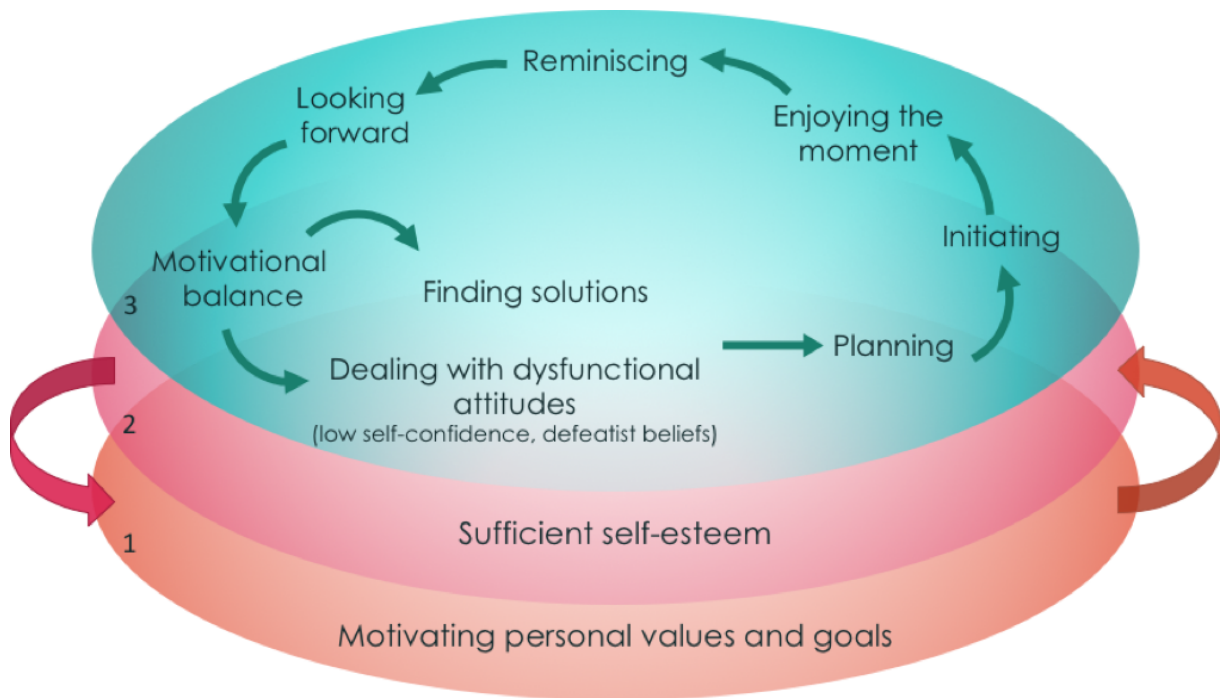 Reminiscing
Looking
forward
Enjoying the
moment
Initiating
Motivational
balance
Finding solutions
3
Planning
Dealing with dysfunctional
attitudes
(low self-confidence, defeatist beliefs)
2
Sufficient self-esteem
1
Motivating personal values and goals